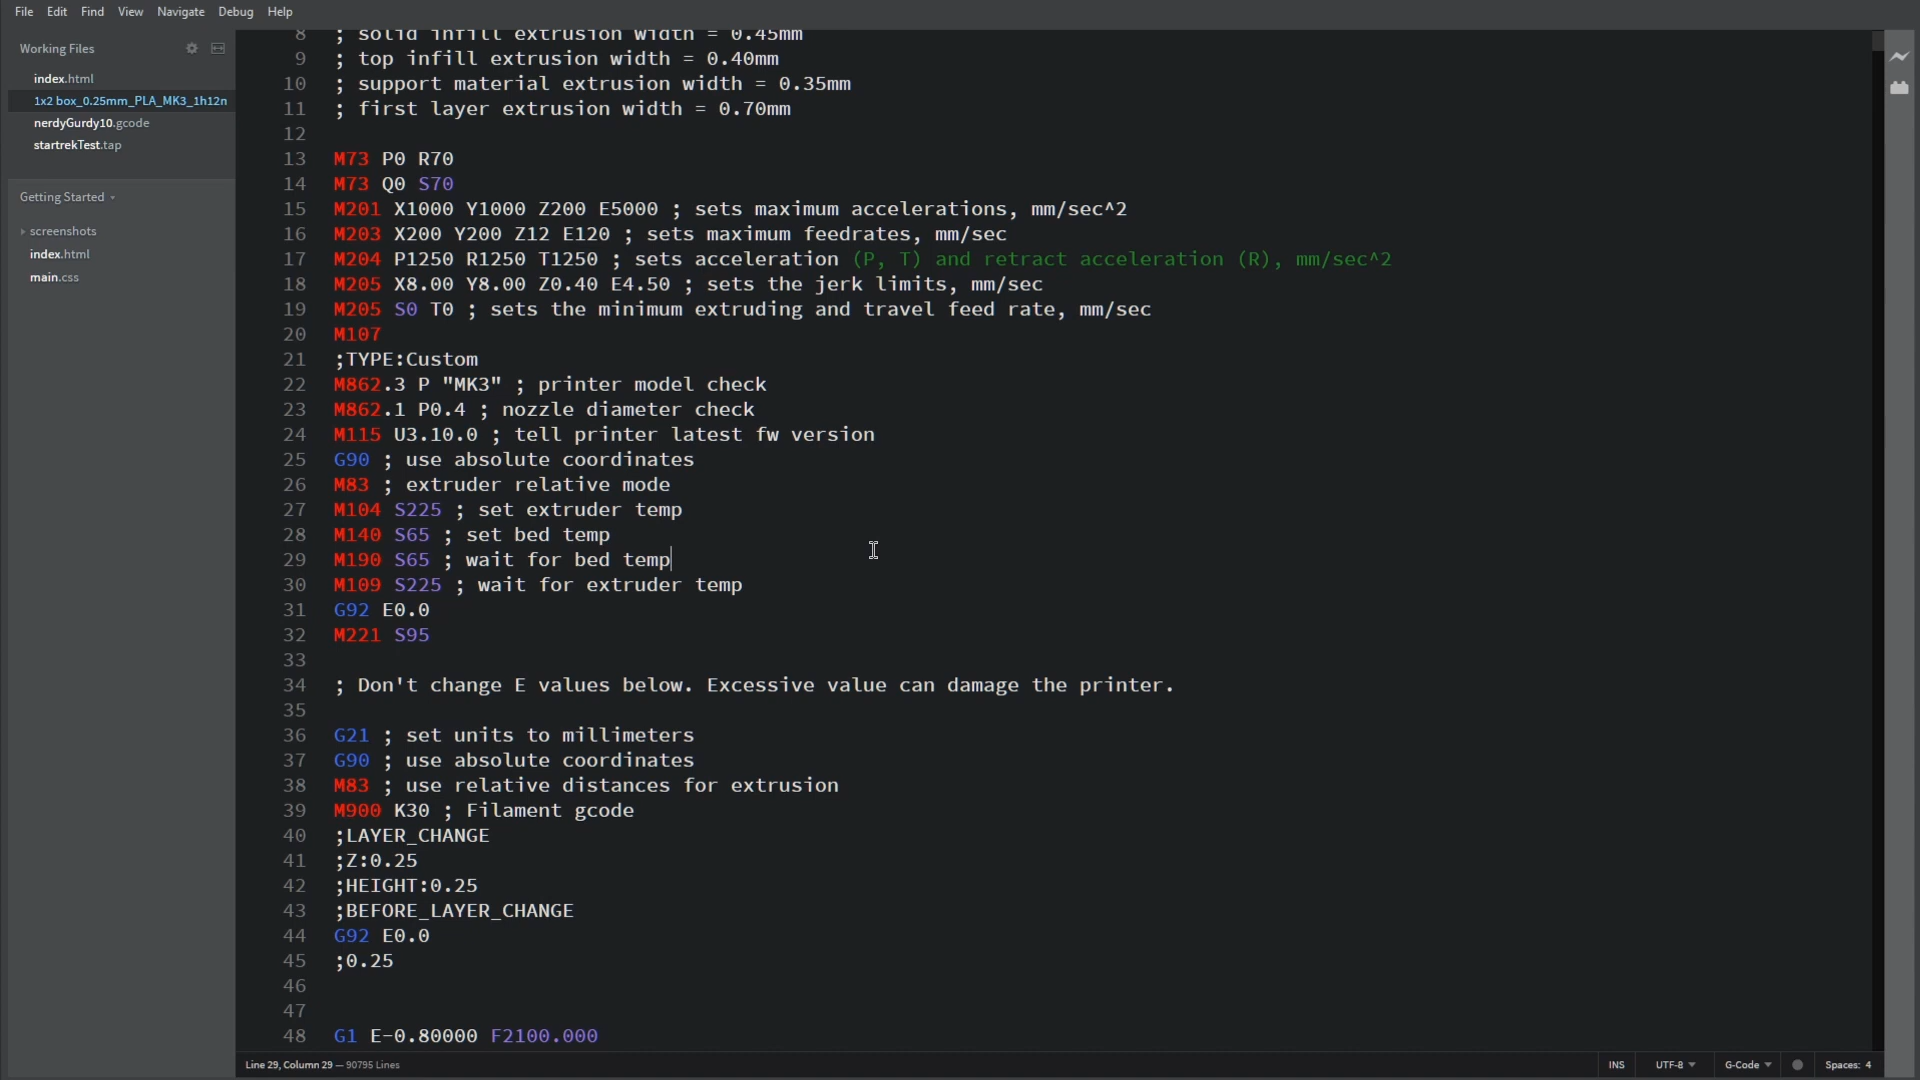 File Edit Find View Navigate Debug Help
Working Files
index.html
1x2 box_0.25mm_PLA_MK3_1h12n
nerdyGurdy10.gcode
startrekTest.tap
Getting Started
screenshots
index.html
main.css
8 ; solid infill extrusion width = 0.45mm
9 ; top infill extrusion width = 0.40mm
10 ; support material extrusion width = 0.35mm
11 ; first layer extrusion width = 0.70mm
12
13 M73 P0 R70
14 M73 Q0 S70
15 M201 X1000 Y1000 Z200 E5000 ; sets maximum accelerations, mm/sec^2
16 M203 X200 Y200 Z12 E120 ; sets maximum feedrates, mm/sec
17 M204 P1250 R1250 T1250 ; sets acceleration (P, T) and retract acceleration (R), mm/sec^2
18 M205 X8.00 Y8.00 Z0.40 E4.50 ; sets the jerk limits, mm/sec
19 M205 S0 T0 ; sets the minimum extruding and travel feed rate, mm/sec
20 M107
21 ;TYPE:Custom
22 M862.3 P "MK3" ; printer model check
23 M862.1 P0.4 ; nozzle diameter check
24 M115 U3.10.0 ; tell printer latest fw version
25 G90 ; use absolute coordinates
26 M83 ; extruder relative mode
27 M104 S225 ; set extruder temp
28 M140 S65 ; set bed temp
29 M190 S65 ; wait for bed temp
30 M109 S225 ; wait for extruder temp
31 G92 E0.0
32 M221 S95
33
34 ; Don't change E values below. Excessive value can damage the printer.
35
36 G21 ; set units to millimeters
37 G90 ; use absolute coordinates
38 M83 ; use relative distances for extrusion
39 M900 K30 ; Filament gcode
40 ;LAYER_CHANGE
41 ;Z:0.25
42 ;HEIGHT:0.25
43 ;BEFORE_LAYER_CHANGE
44 G92 E0.0
45 ;0.25
46
47
48 G1 E-0.80000 F2100.000
Line 29, Column 29 — 90795 Lines INS UTF-8 G-Code Spaces: 4